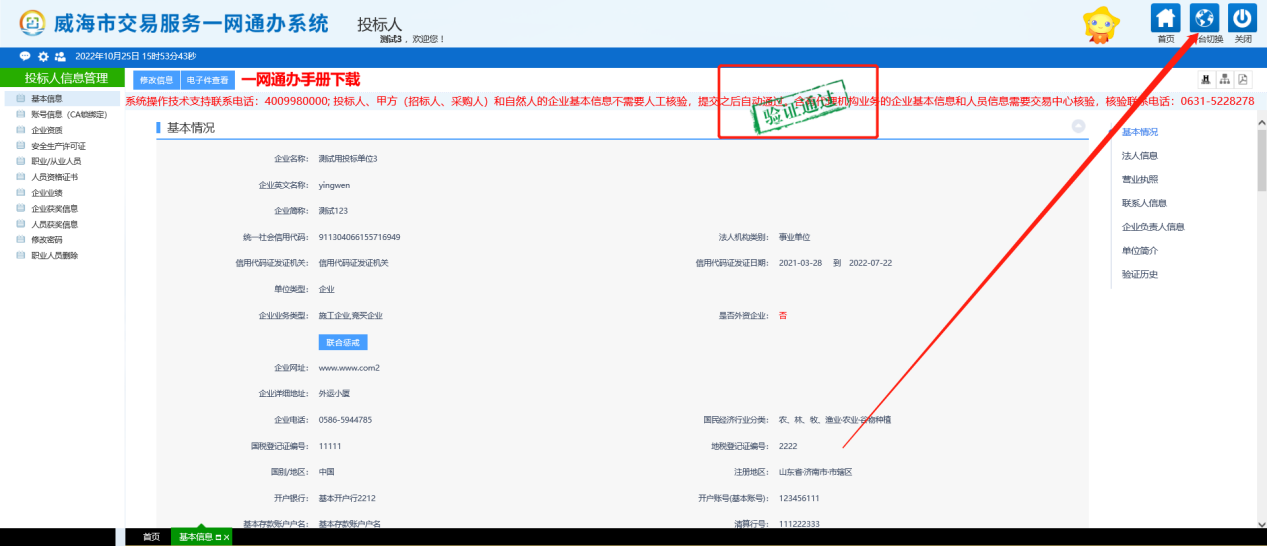 威海市交易服务一网通办系统
投标人
测试3，欢迎您！
首页
台切换
关闭
2022年10月25日 15时53分43秒
投标人信息管理
修改信息 电子件查看 一网通办手册下载
系统操作技术支持联系电话：4009980000; 投标人、甲方（招标人、采购人）和自然人的企业基本信息不需要人工核验，提交之后自动通过，含有代理机构业务的企业基本信息和人员信息需要交易中心核验，核验联系电话：0631-5228278
验证通过
基本信息
账号信息（CA锁绑定）
企业资质
安全生产许可证
职业/从业人员
人员资格证书
企业业绩
企业获奖信息
人员获奖信息
修改密码
职业人员删除
基本情况
企业名称： 测试用投标单位3
企业英文名称： yingwen
企业简称： 测试123
统一社会信用代码： 911304066155716949 法人机构类别： 事业单位
信用代码证发证机关： 信用代码证发证机关 信用代码证发证日期： 2021-03-28 到 2022-07-22
单位类型： 企业
企业业务类型： 施工企业,竞买企业 是否外资企业： 否
联合惩戒
企业网址： www.www.com2
企业详细地址： 外运小厦
企业电话： 0586-5944785 国民经济行业分类： 农、林、牧、渔业·农业·谷物种植
国税登记证编号： 11111 地税登记证编号： 2222
国别/地区： 中国 注册地区： 山东省·济南市·市辖区
开户银行： 基本开户行2212 开户账号(基本账号)： 123456111
基本存款账户户名： 基本存款账户户名 清算行号： 111222333
基本情况
法人信息
营业执照
联系人信息
企业负责人信息
单位简介
验证历史
首页 基本信息